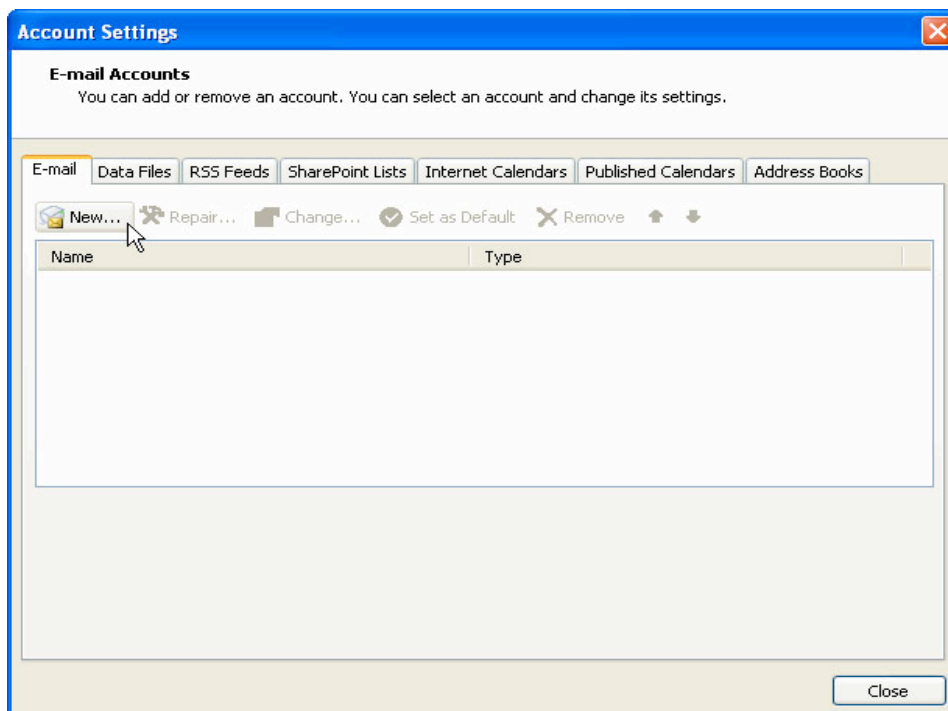 Account Settings
E-mail Accounts
You can add or remove an account. You can select an account and change its settings.
E-mail Data Files RSS Feeds SharePoint Lists Internet Calendars Published Calendars Address Books
New... Repair... Change... Set as Default Remove
Name Type
Close